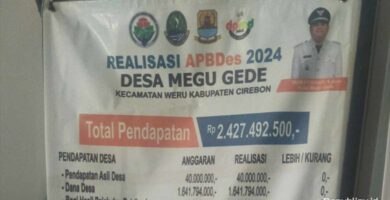 REALISASI APBDes 2024
DESA MEGU GEDE
KECAMATAN WERU KABUPATEN CIREBON
Total Pendapatan Rp 2.427.492.500,-
PENDAPATAN DESA ANGGARAN REALISASI LEBIH / KURANG
• Pendapatan Asli Desa 40.000.000,- 40.000.000,- 0,-
• Dana Desa 1.641.794.000,- 1.641.794.000,- 0,-